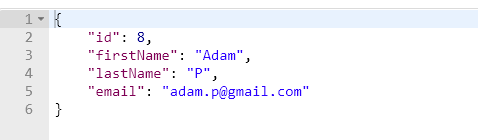 1 {
2 "id": 8,
3 "firstName": "Adam",
4 "lastName": "P",
5 "email": "adam.p@gmail.com"
6 }